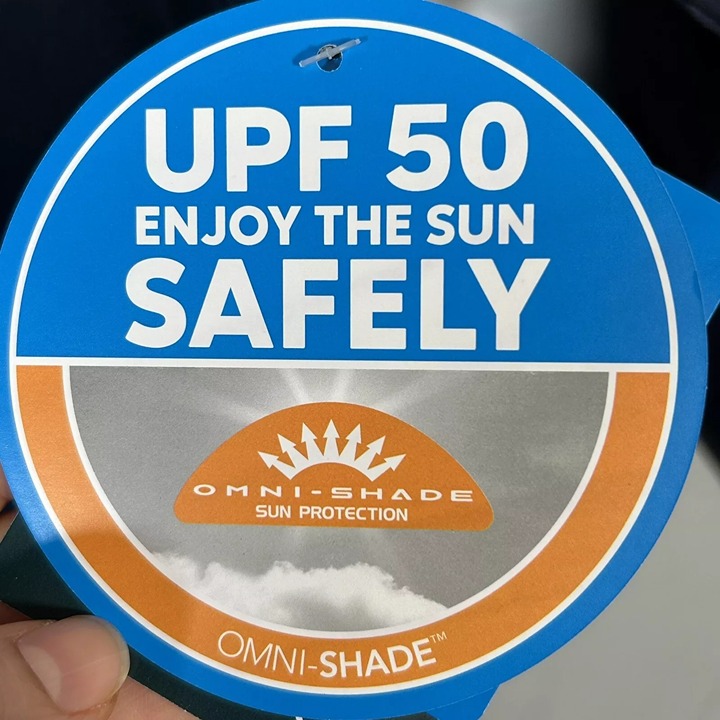 UPF 50
ENJOY THE SUN
SAFELY
OMNI-SHADE
SUN PROTECTION
OMNI-SHADE™